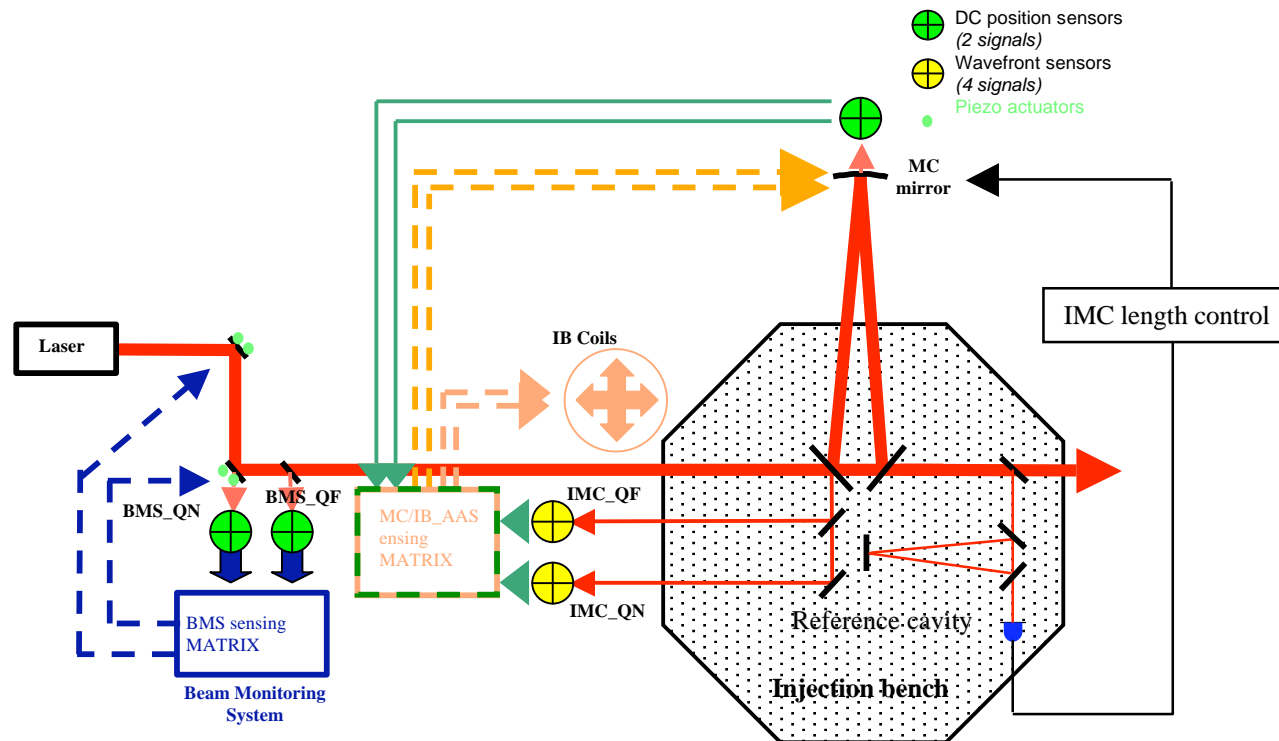 DC position sensors
(2 signals)
Wavefront sensors
(4 signals)
Piezo actuators
MC
mirror
IMC length control
Laser
IB Coils
BMS_QN
BMS_QF
IMC_QF
MC/IB_AAS
ensing
MATRIX
IMC_QN
BMS sensing
MATRIX
Reference cavity
Injection bench
Beam Monitoring
System